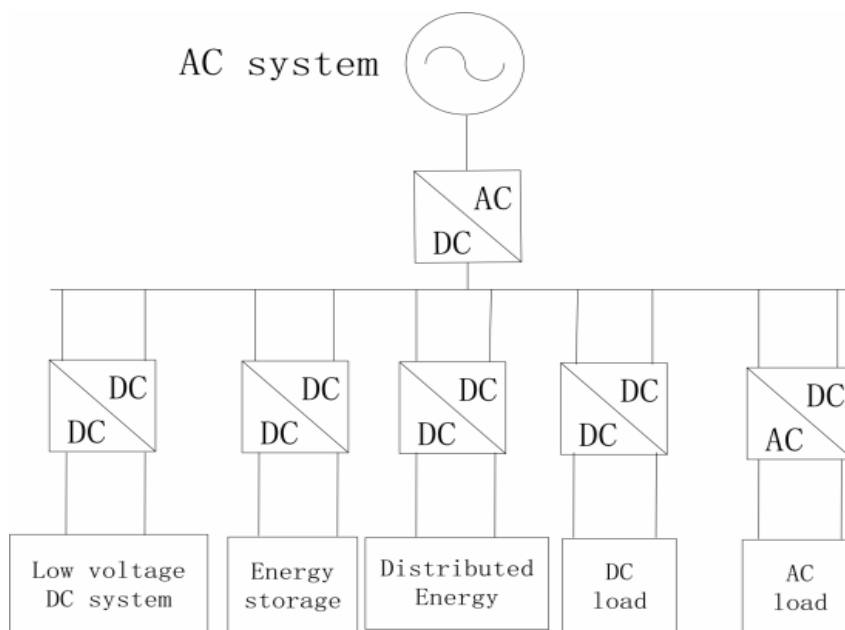 AC system
AC
DC
DC
DC
DC
DC
DC
DC
DC
DC
DC
AC
Low voltage
DC system
Energy
storage
Distributed
Energy
DC
load
AC
load